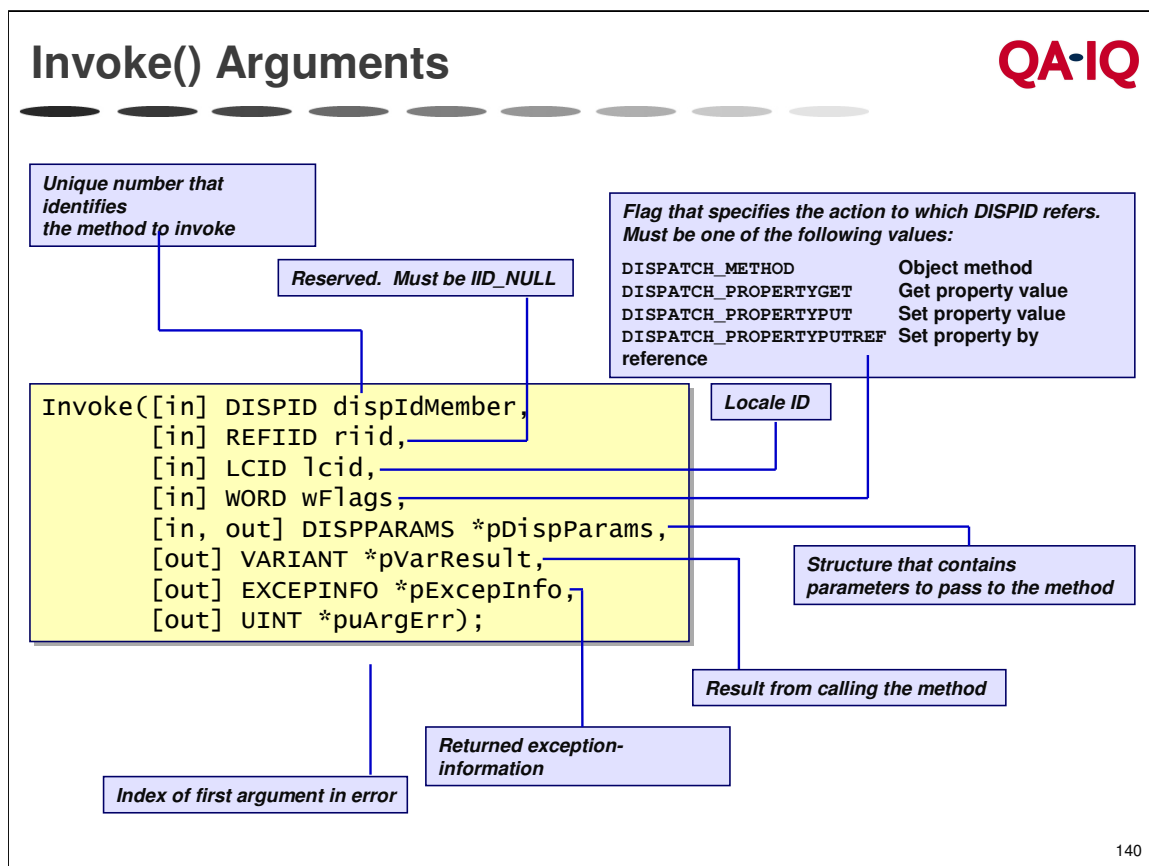 Invoke() Arguments
QA-IQ
Unique number that
identifies
the method to invoke
Reserved.  Must be IID_NULL
Flag that specifies the action to which DISPID refers.
Must be one of the following values:
DISPATCH_METHOD Object method
DISPATCH_PROPERTYGET Get property value
DISPATCH_PROPERTYPUT Set property value
DISPATCH_PROPERTYPUTREF Set property by
reference
Locale ID
Invoke([in] DISPID dispIdMember,
[in] REFIID riid,
[in] LCID lcid,
[in] WORD wFlags,
[in, out] DISPPARAMS *pDispParams,
[out] VARIANT *pVarResult,
[out] EXCEPINFO *pExcepInfo,
[out] UINT *puArgErr);
Structure that contains
parameters to pass to the method
Result from calling the method
Returned exception-
information
Index of first argument in error
140